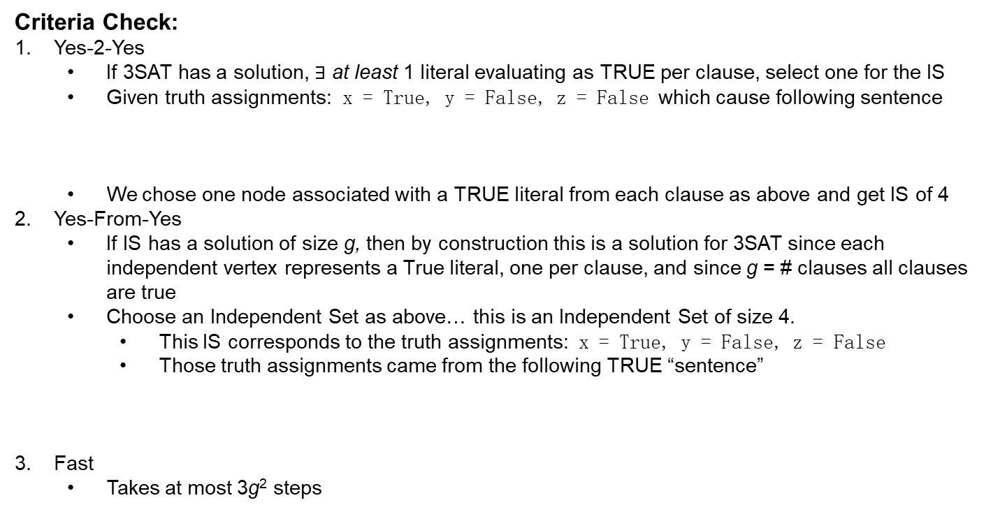 Criteria Check:
1. Yes-2-Yes
• If 3SAT has a solution, ∃ at least 1 literal evaluating as TRUE per clause, select one for the IS
• Given truth assignments: x = True, y = False, z = False which cause following sentence
• We chose one node associated with a TRUE literal from each clause as above and get IS of 4
2. Yes-From-Yes
• If IS has a solution of size g, then by construction this is a solution for 3SAT since each
independent vertex represents a True literal, one per clause, and since g = # clauses all clauses
are true
• Choose an Independent Set as above… this is an Independent Set of size 4.
• This IS corresponds to the truth assignments: x = True, y = False, z = False
• Those truth assignments came from the following TRUE “sentence”
3. Fast
• Takes at most 3g² steps